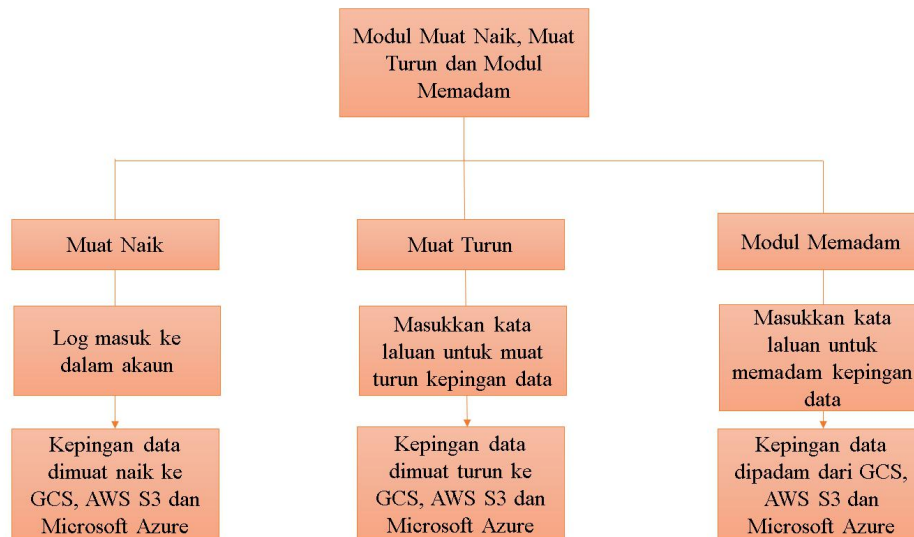 Modul Muat Naik, Muat
Turun dan Modul
Memadam
Muat Naik
Muat Turun
Modul Memadam
Log masuk ke
dalam akaun
Masukkan kata
laluan untuk muat
turun kepingan data
Masukkan kata
laluan untuk
memadam kepingan
data
Kepingan data
dimuat naik ke
GCS, AWS S3 dan
Microsoft Azure
Kepingan data
dimuat turun ke
GCS, AWS S3 dan
Microsoft Azure
Kepingan data
dipadam dari GCS,
AWS S3 dan
Microsoft Azure